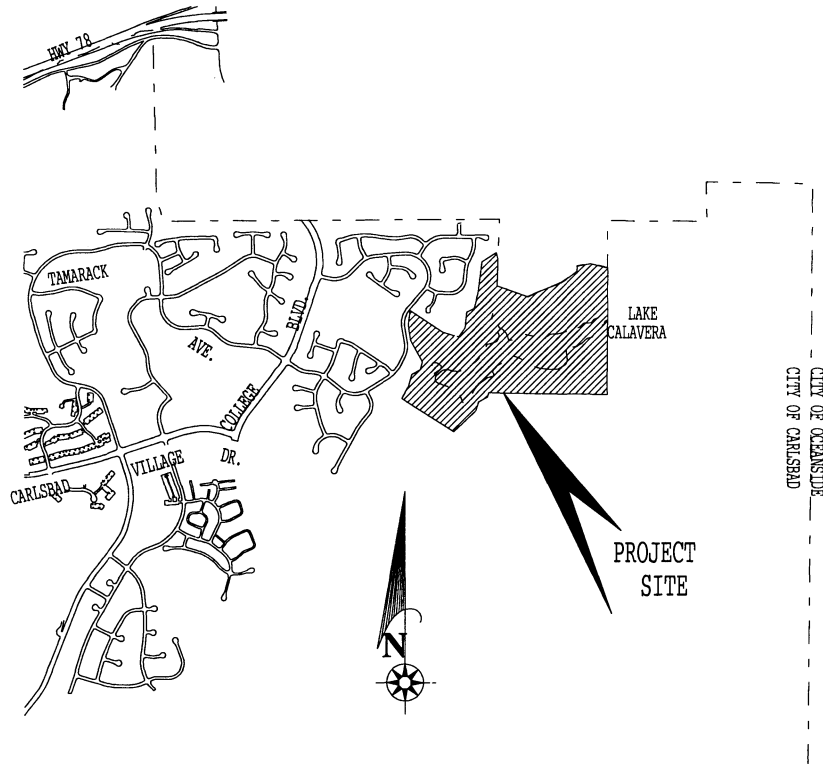 HWY 78
TAMARACK
AVE.
BLVD.
COLLEGE
LAKE
CALAVERA
CITY OF OCEANSIDE
CITY OF CARLSBAD
CARLSBAD
VILLAGE
DR.
PROJECT
SITE
N